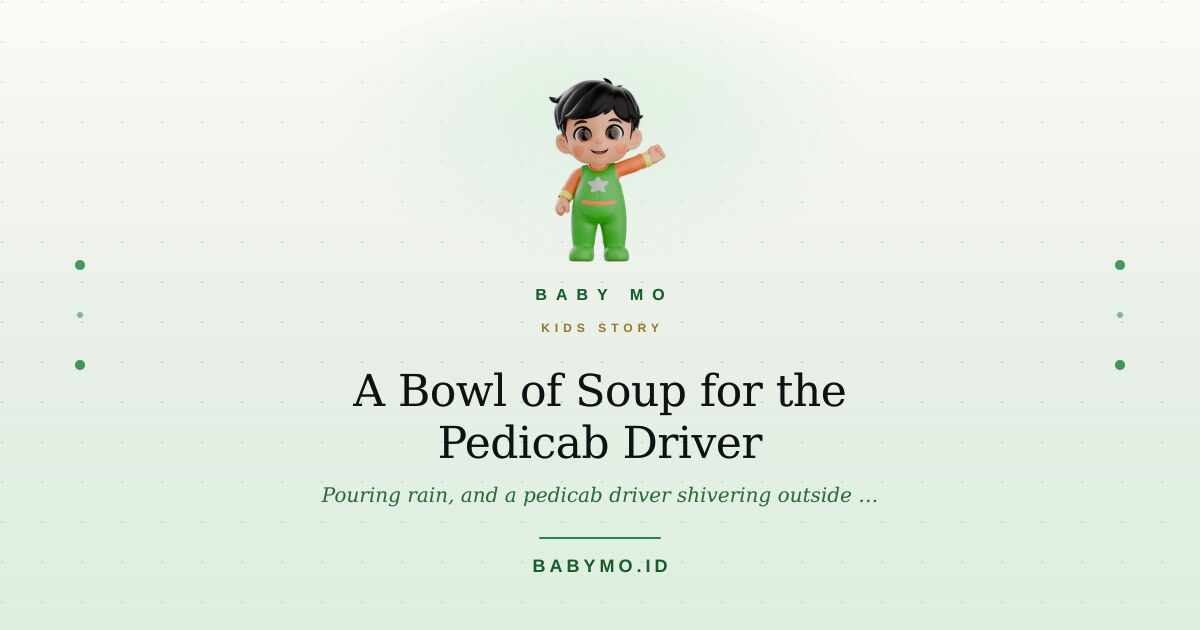 BABY MO
KIDS STORY
A Bowl of Soup for the
Pedicab Driver
Pouring rain, and a pedicab driver shivering outside ...
BABYMO.ID